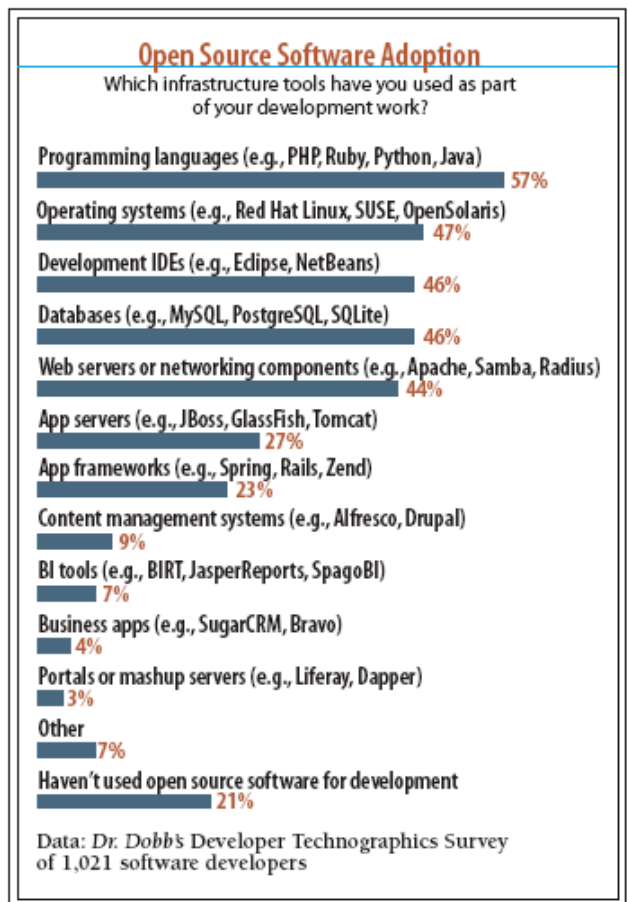 Open Source Software Adoption
Which infrastructure tools have you used as part
of your development work?
Programming languages (e.g., PHP, Ruby, Python, Java)
57%
Operating systems (e.g., Red Hat Linux, SUSE, OpenSolaris)
47%
Development IDEs (e.g., Eclipse, NetBeans)
46%
Databases (e.g., MySQL, PostgreSQL, SQLite)
46%
Web servers or networking components (e.g., Apache, Samba, Radius)
44%
App servers (e.g., JBoss, GlassFish, Tomcat)
27%
App frameworks (e.g., Spring, Rails, Zend)
23%
Content management systems (e.g., Alfresco, Drupal)
9%
BI tools (e.g., BIRT, JasperReports, SpagoBI)
7%
Business apps (e.g., SugarCRM, Bravo)
4%
Portals or mashup servers (e.g., Liferay, Dapper)
3%
Other
7%
Haven't used open source software for development
21%
Data: Dr. Dobb's Developer Technographics Survey
of 1,021 software developers